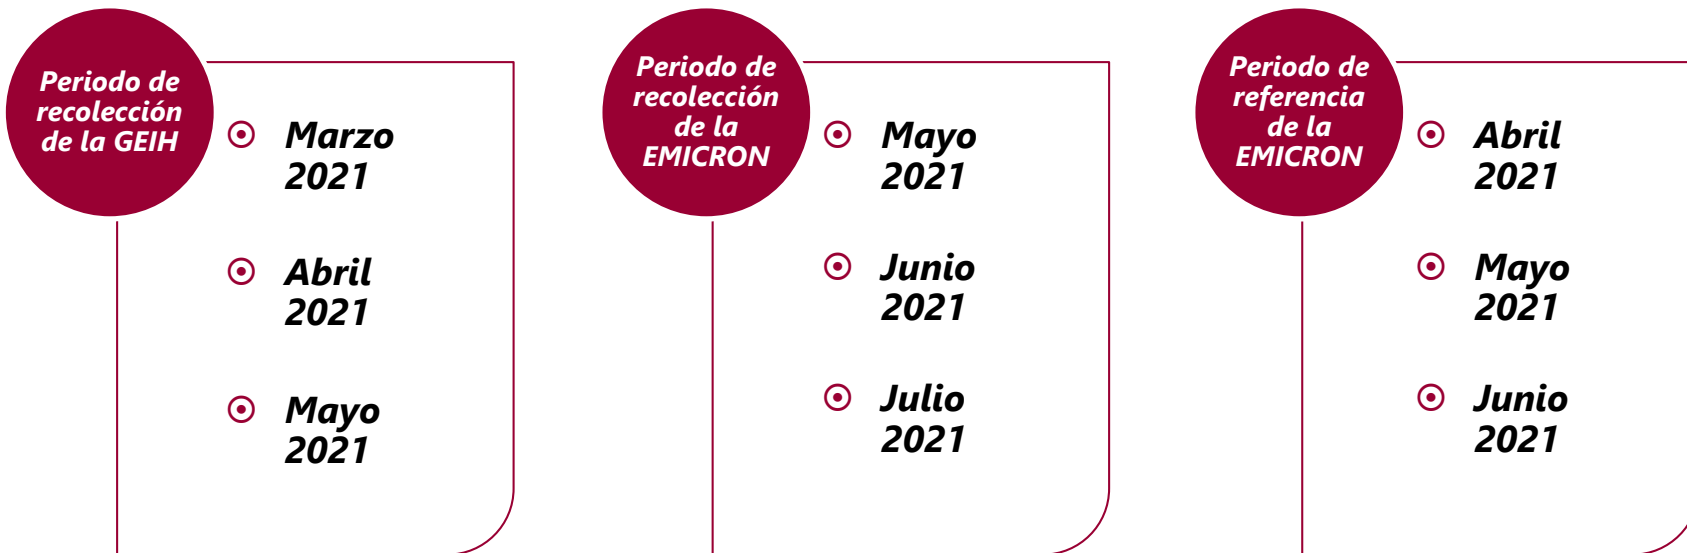 Periodo de
recolección
de la GEIH
Marzo
2021
Abril
2021
Mayo
2021
Periodo de
recolección
de la
EMICRON
Mayo
2021
Junio
2021
Julio
2021
Periodo de
referencia
de la
EMICRON
Abril
2021
Mayo
2021
Junio
2021